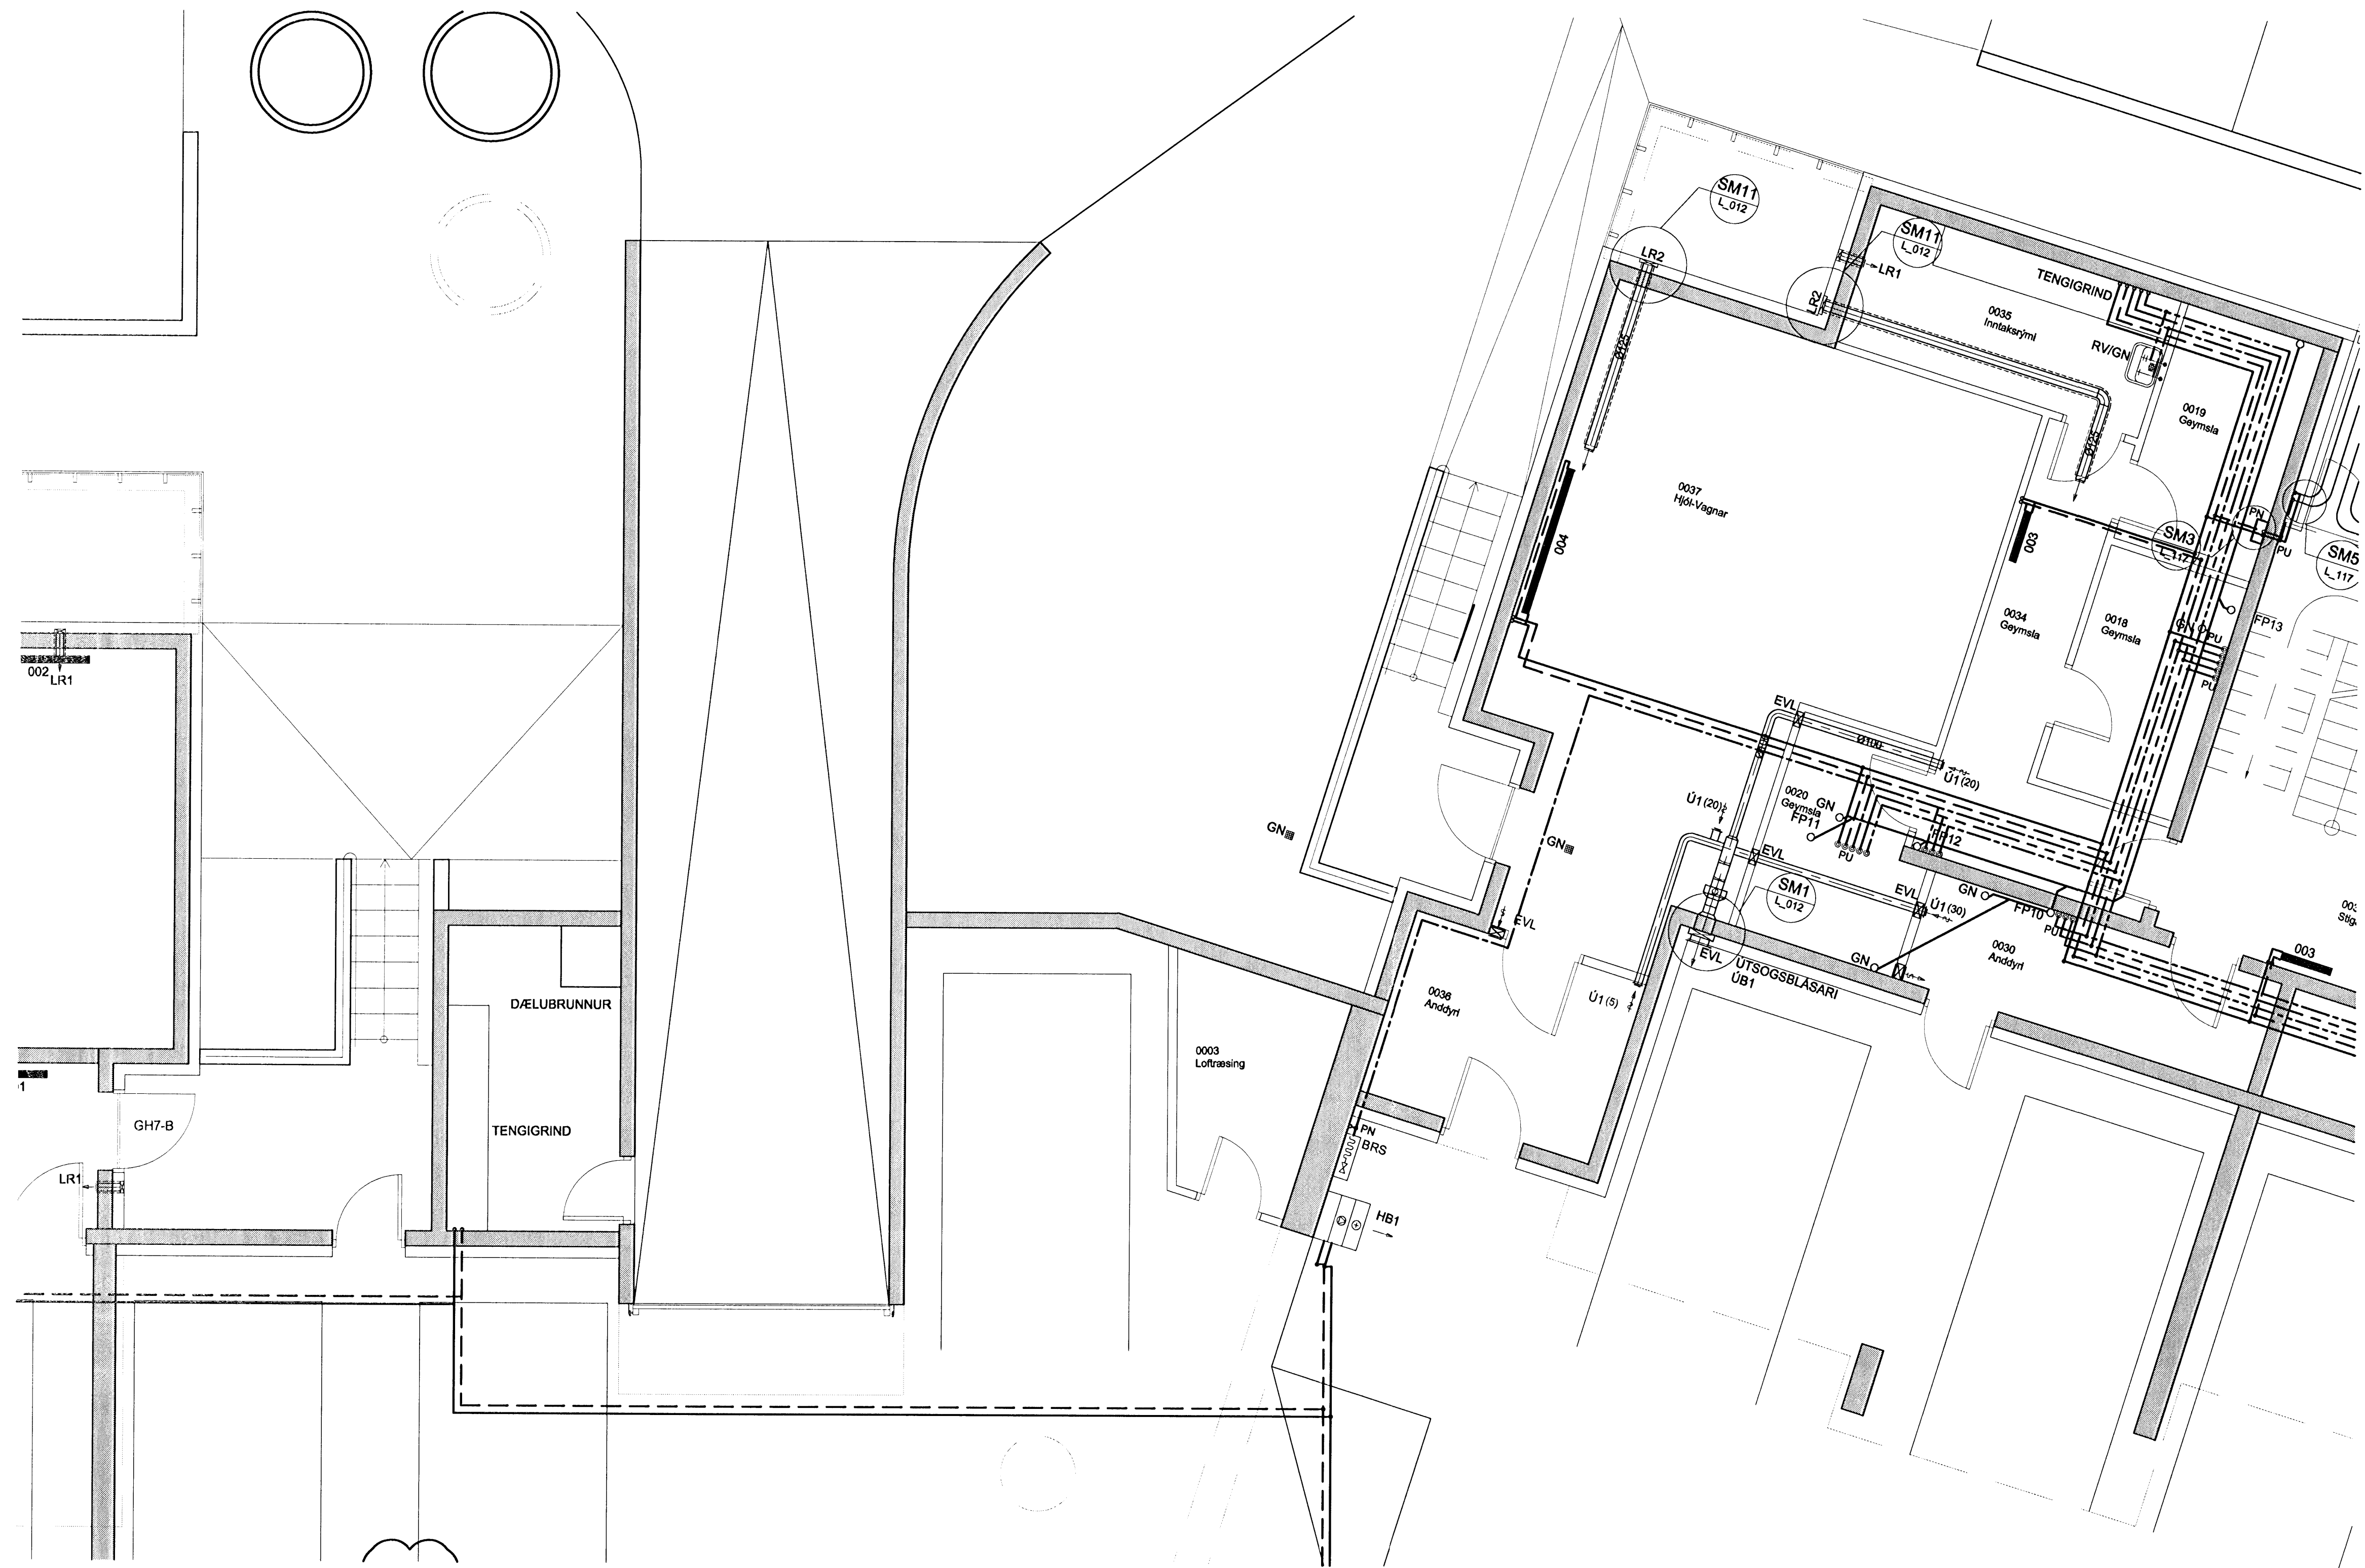 SM11
L_012
LR2
SM11
L_012
LR1
LR2
TENGIGRIND
0035
Inntaksrými
RV/GN
0019
Geymsla
Ø125
Ø125
0037
Hjól-Vagnar
004
003
PN
SM3
L_117
PU
SM5
L_117
0034
Geymsla
0018
Geymsla
FP13
GN
PU
PU
002
LR1
EVL
Ø100
Ú1(20)
Ú1(20)
0020
Geymsla
GN
FP11
FP12
GN
GN
EVL
PU
SM1
L_012
EVL
Ú1(30)
GN
FP10
PU
EVL
EVL
ÚTSOGSBLÁSARI
ÚB1
GN
0030
Anddyri
003
DÆLUBRUNNUR
0036
Anddyri
Ú1(5)
0003
Loftræsing
TENGIGRIND
GH7-B
PN
BRS
LR1
HB1